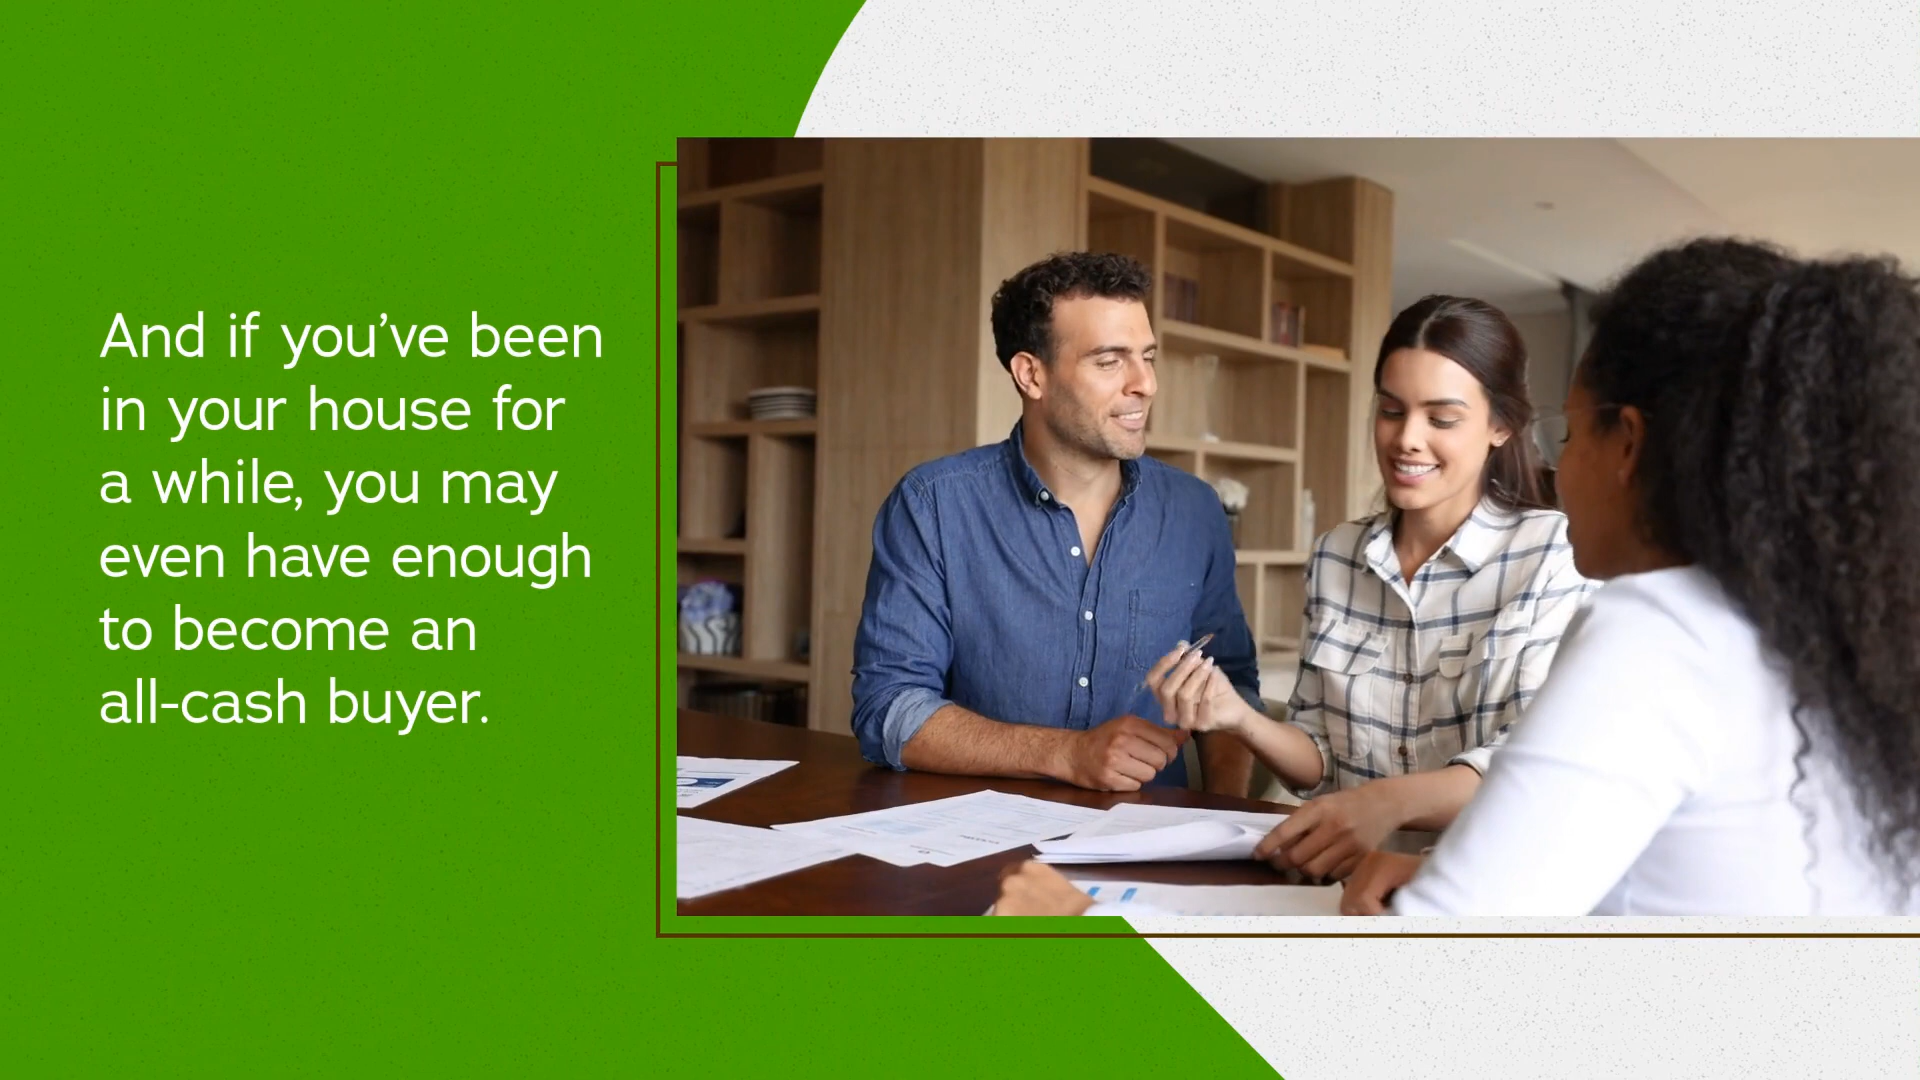 And if you’ve been
in your house for
a while, you may
even have enough
to become an
all-cash buyer.